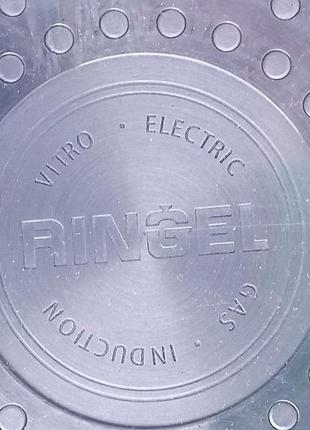 VITRO · ELECTRIC
RINGEL
GAS · INDUCTION